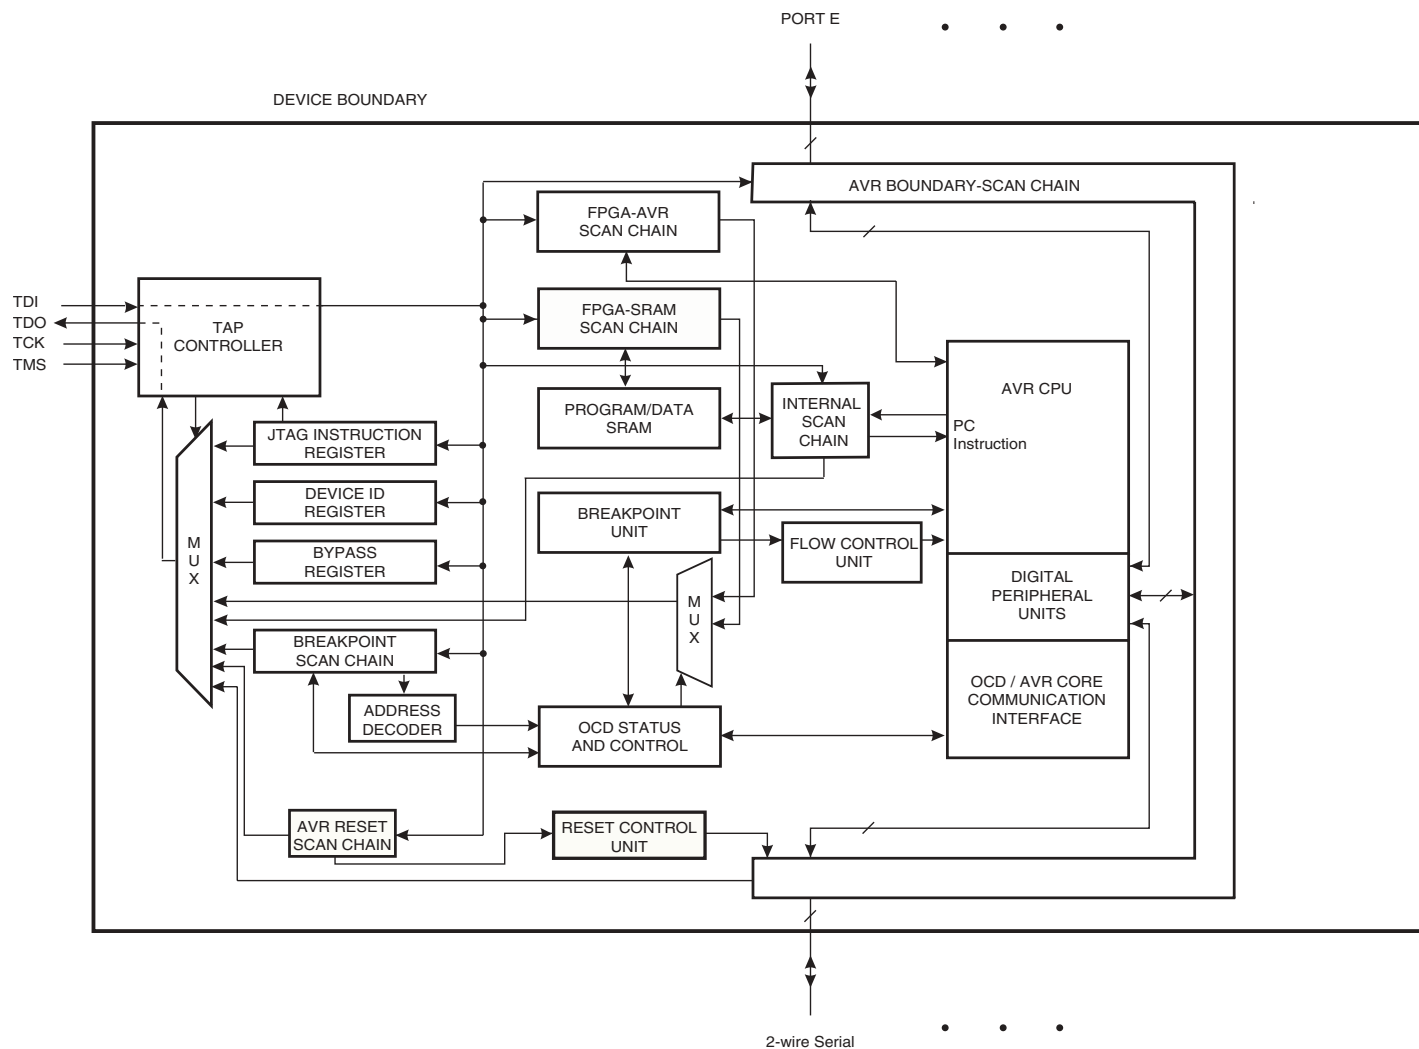 PORT E
DEVICE BOUNDARY
AVR BOUNDARY-SCAN CHAIN
FPGA-AVR
SCAN CHAIN
TDI
TDO
TCK
TMS
TAP
CONTROLLER
FPGA-SRAM
SCAN CHAIN
AVR CPU
PROGRAM/DATA
SRAM
INTERNAL
SCAN
CHAIN
PC
Instruction
JTAG INSTRUCTION
REGISTER
DEVICE ID
REGISTER
BREAKPOINT
UNIT
FLOW CONTROL
UNIT
M
U
X
BYPASS
REGISTER
DIGITAL
PERIPHERAL
UNITS
M
U
X
BREAKPOINT
SCAN CHAIN
OCD / AVR CORE
COMMUNICATION
INTERFACE
ADDRESS
DECODER
OCD STATUS
AND CONTROL
AVR RESET
SCAN CHAIN
RESET CONTROL
UNIT
2-wire Serial